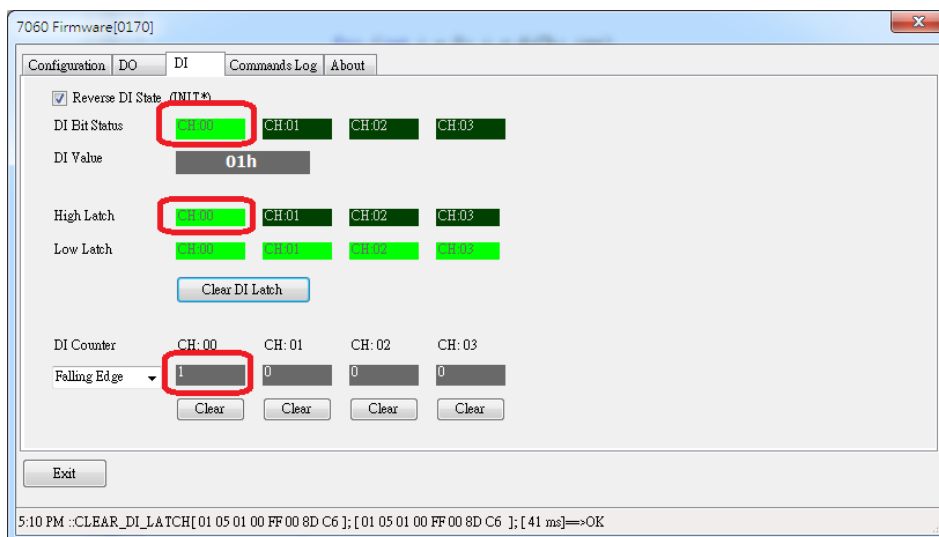 7060 Firmware[0170]
Configuration DO DI Commands Log About
Reverse DI State (INIT*)
DI Bit Status CH:00 CH:01 CH:02 CH:03
DI Value 01h
High Latch CH:00 CH:01 CH:02 CH:03
Low Latch CH:00 CH:01 CH:02 CH:03
Clear DI Latch
DI Counter CH: 00 CH: 01 CH: 02 CH: 03
Falling Edge 1 0 0 0
Clear Clear Clear Clear
Exit
5:10 PM ::CLEAR_DI_LATCH[ 01 05 01 00 FF 00 8D C6 ]; [ 01 05 01 00 FF 00 8D C6 ]; [ 41 ms]==>OK